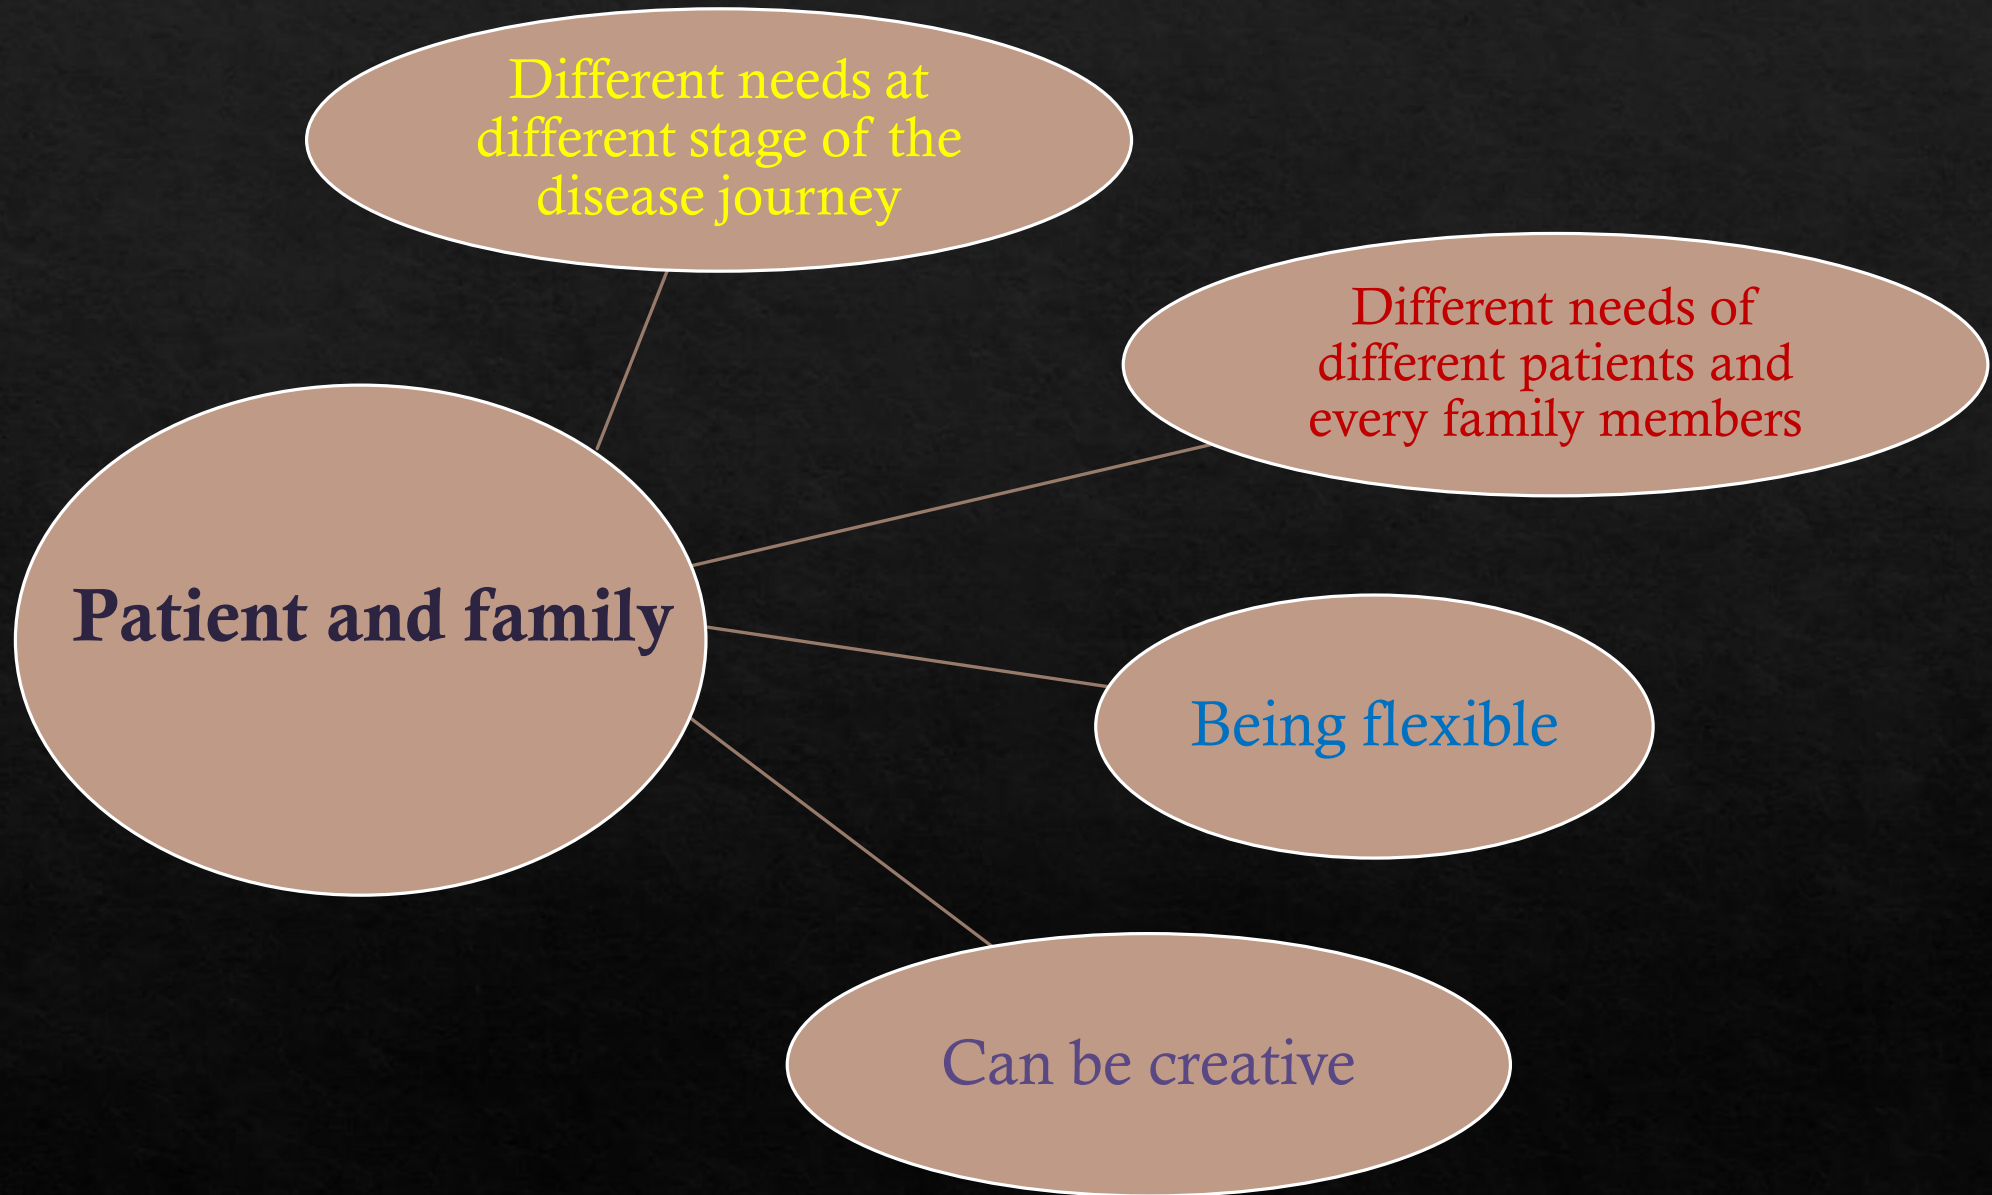 Different needs at
different stage of the
disease journey
Different needs of
different patients and
every family members
Patient and family
Being flexible
Can be creative